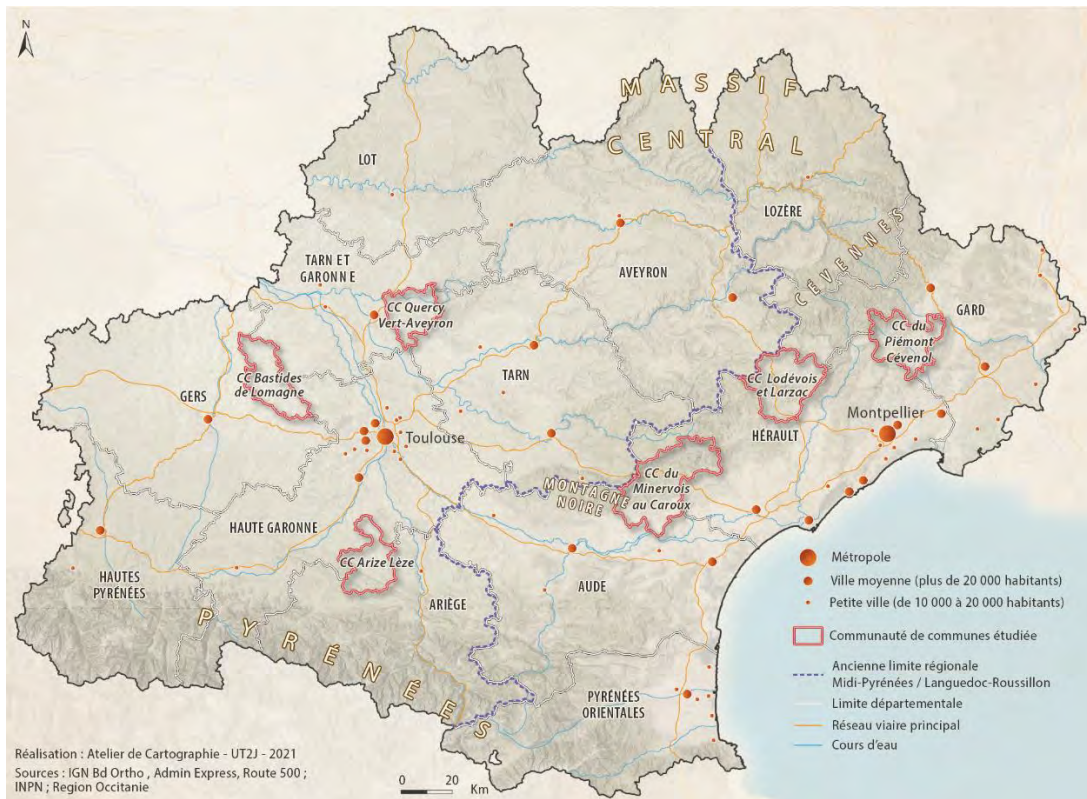 N
MASSIF
CENTRAL
LOT
LOZÈRE
CÉVENNES
TARN ET
GARONNE
AVEYRON
CC Quercy
Vert-Aveyron
GARD
CC du
Piémont
Cévenol
CC Bastides
de Lomagne
TARN
CC Lodévois
et Larzac
GERS
Montpellier
Toulouse
HÉRAULT
CC du
Minervois
au Caroux
MONTAGNE
NOIRE
HAUTE GARONNE
CC Arize Lèze
HAUTES
PYRÉNÉES
ARIÈGE
AUDE
PYRÉNÉES
PYRÉNÉES
ORIENTALES
Métropole
Ville moyenne (plus de 20 000 habitants)
Petite ville (de 10 000 à 20 000 habitants)
Communauté de communes étudiée
Ancienne limite régionale
Midi-Pyrénées / Languedoc-Roussillon
Limite départementale
Réseau viaire principal
Cours d'eau
Réalisation : Atelier de Cartographie - UT2J - 2021
Sources : IGN Bd Ortho , Admin Express, Route 500 ;
INPN ; Region Occitanie
0 20
Km